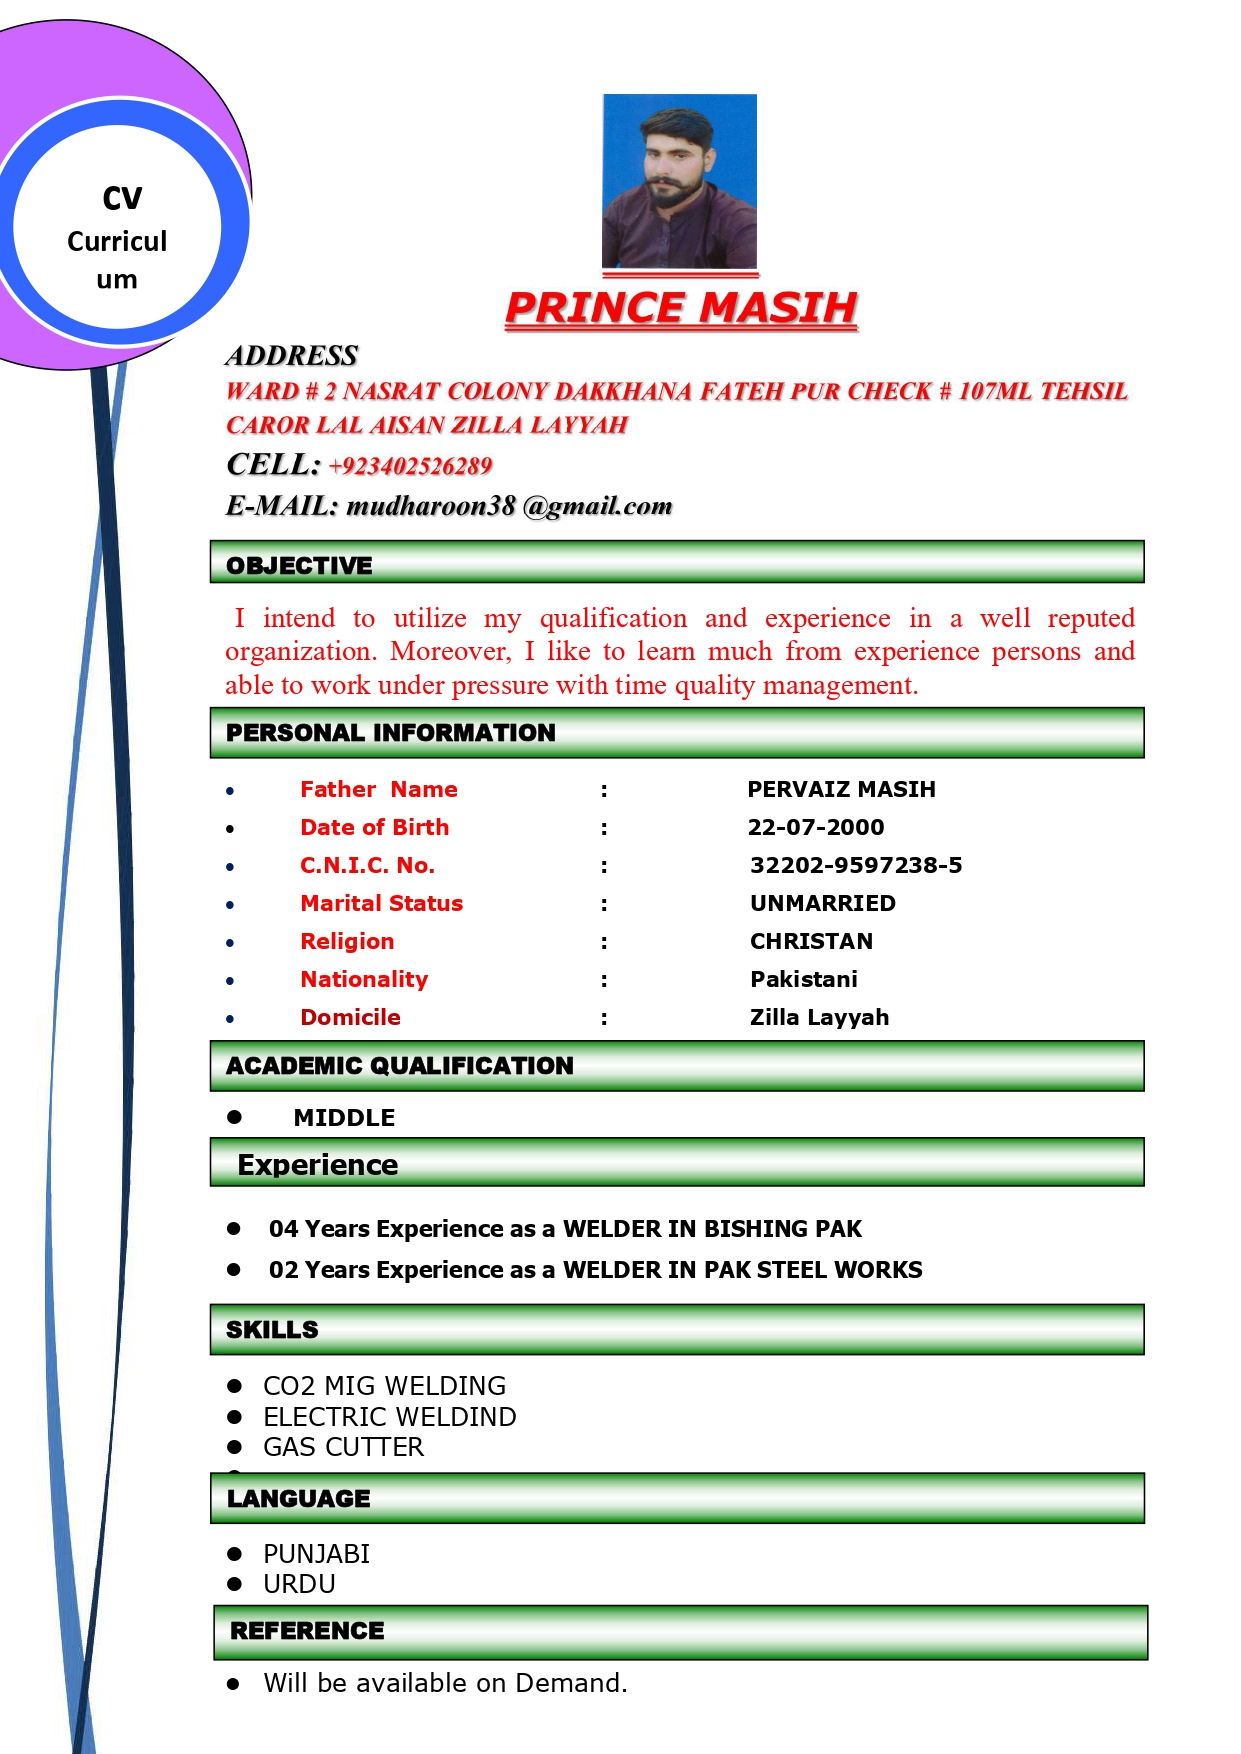 cv
Curricul
um
PRINCE MASIH
ADDRESS
WARD # 2 NASRAT COLONY DAKKHANA FATEH PUR CHECK # 107ML TEHSIL
CAROR LAL AISAN ZILLA LAYYAH
CELL: +923402526289
E-MAIL: mudharoon38 @gmail.com
OBJECTIVE
I intend to utilize my qualification and experience in a well reputed
organization. Moreover, I like to learn much from experience persons and
able to work under pressure with time quality management.
PERSONAL INFORMATION
• Father Name : PERVAIZ MASIH
• Date of Birth : 22-07-2000
• C.N.I.C. No. : 32202-9597238-5
• Marital Status : UNMARRIED
• Religion : CHRISTAN
• Nationality : Pakistani
• Domicile : Zilla Layyah
ACADEMIC QUALIFICATION
● MIDDLE
Experience
● 04 Years Experience as a WELDER IN BISHING PAK
● 02 Years Experience as a WELDER IN PAK STEEL WORKS
SKILLS
● CO2 MIG WELDING
● ELECTRIC WELDIND
● GAS CUTTER
LANGUAGE
● PUNJABI
● URDU
REFERENCE
● Will be available on Demand.